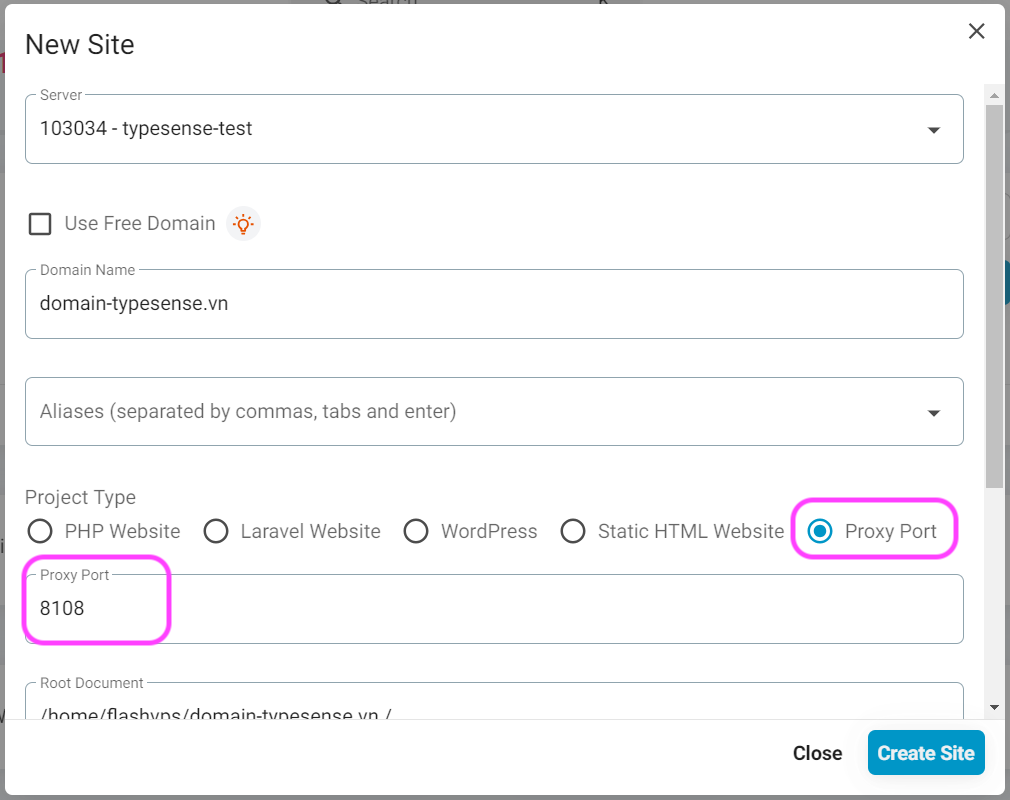 Search
New Site
Server
103034 - typesense-test
Use Free Domain
Domain Name
domain-typesense.vn
Aliases (separated by commas, tabs and enter)
Project Type
PHP Website Laravel Website WordPress Static HTML Website Proxy Port
Proxy Port
8108
Root Document
/home/flashvps/domain-typesense.vn /
Close Create Site